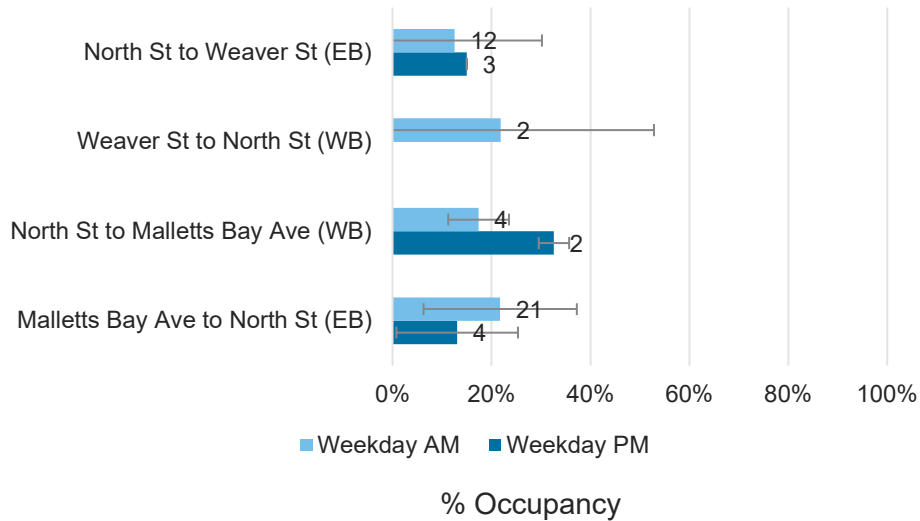 North St to Weaver St (EB)
12
3
Weaver St to North St (WB)
2
North St to Malletts Bay Ave (WB)
4
2
Malletts Bay Ave to North St (EB)
21
4
0% 20% 40% 60% 80% 100%
Weekday AM Weekday PM
% Occupancy